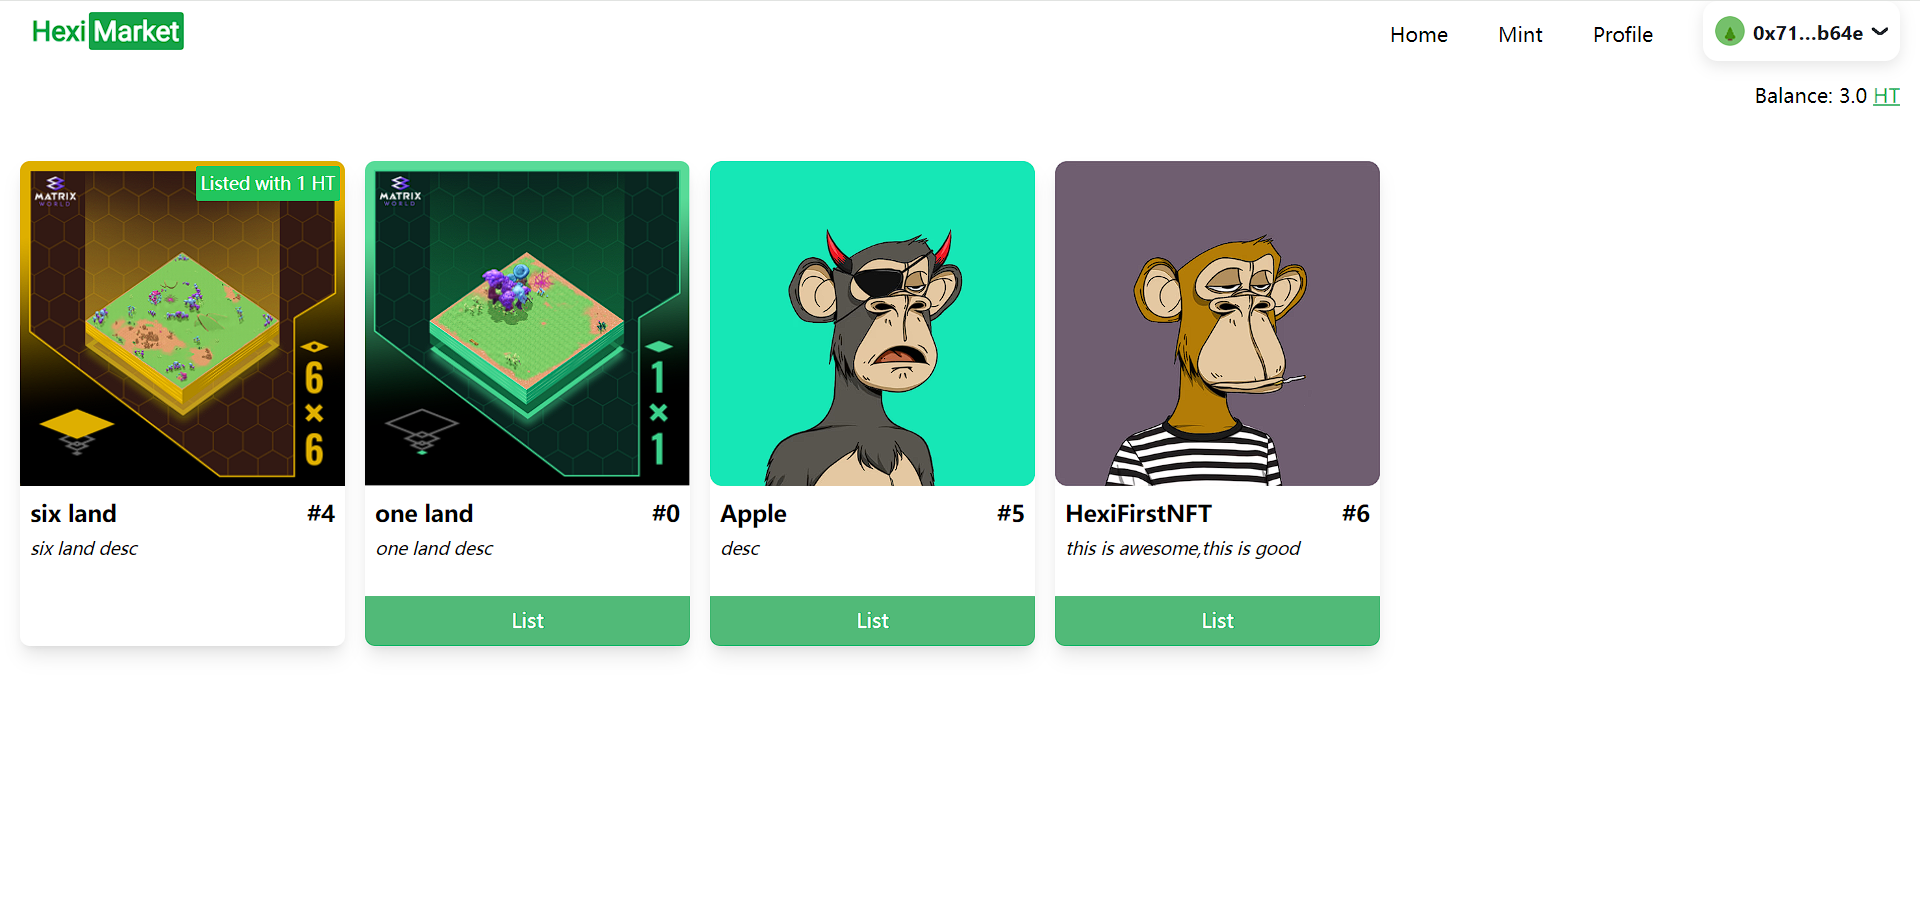 Hexi Market
Home
Mint
Profile
0x71...b64e
Balance: 3.0 HT
Listed with 1 HT
MATRIX
WORLD
6
×
6
six land
#4
six land desc
MATRIX
WORLD
1
×
1
one land
#0
one land desc
List
Apple
#5
desc
List
HexiFirstNFT
#6
this is awesome,this is good
List